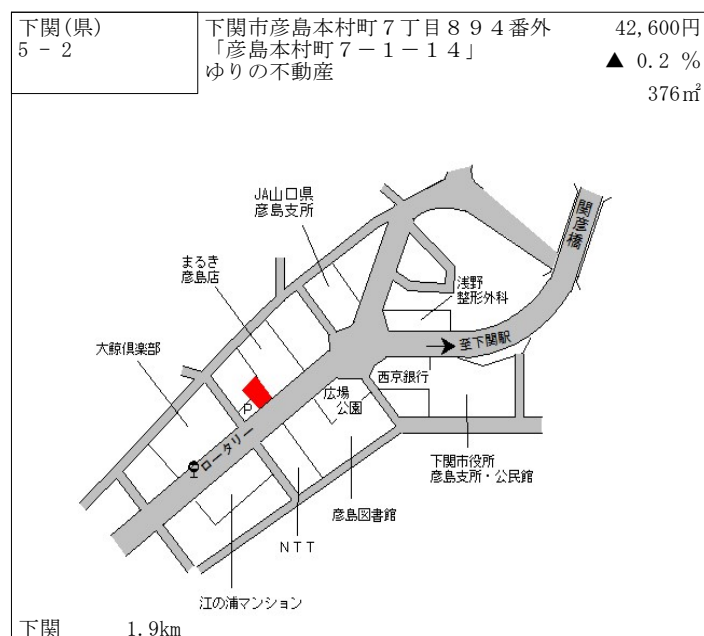 下関(県)
5 - 2
下関市彦島本村町７丁目８９４番外
「彦島本村町７－１－１４」
ゆりの不動産
42,600円
▲ 0.2 %
376㎡
JA山口県
彦島支所
関彦橋
まるき
彦島店
浅野
整形外科
大鯨倶楽部
至下関駅
西京銀行
広場
公園
P
ロータリー
下関市役所
彦島支所・公民館
彦島図書館
ＮＴＴ
江の浦マンション
下関 1.9km